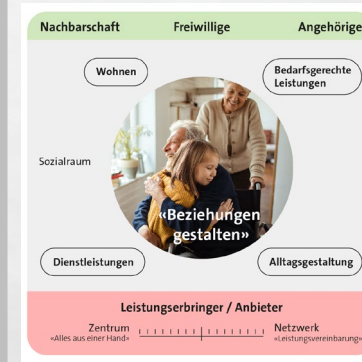 Nachbarschaft Freiwillige Angehörige
Wohnen
Bedarfsgerechte
Leistungen
Sozialraum
«Beziehungen
gestalten»
Dienstleistungen Alltagsgestaltung
Leistungserbringer / Anbieter
Zentrum Netzwerk
«Alles aus einer Hand» «Leistungsvereinbarung»